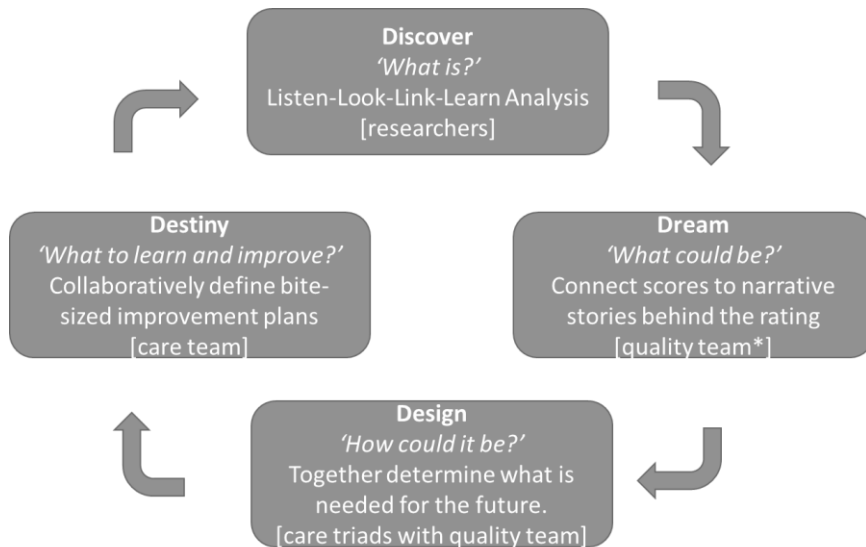 Discover
‘What is?’
Listen-Look-Link-Learn Analysis
[researchers]
Destiny
‘What to learn and improve?’
Collaboratively define bite-
sized improvement plans
[care team]
Dream
‘What could be?’
Connect scores to narrative
stories behind the rating
[quality team*]
Design
‘How could it be?’
Together determine what is
needed for the future.
[care triads with quality team]